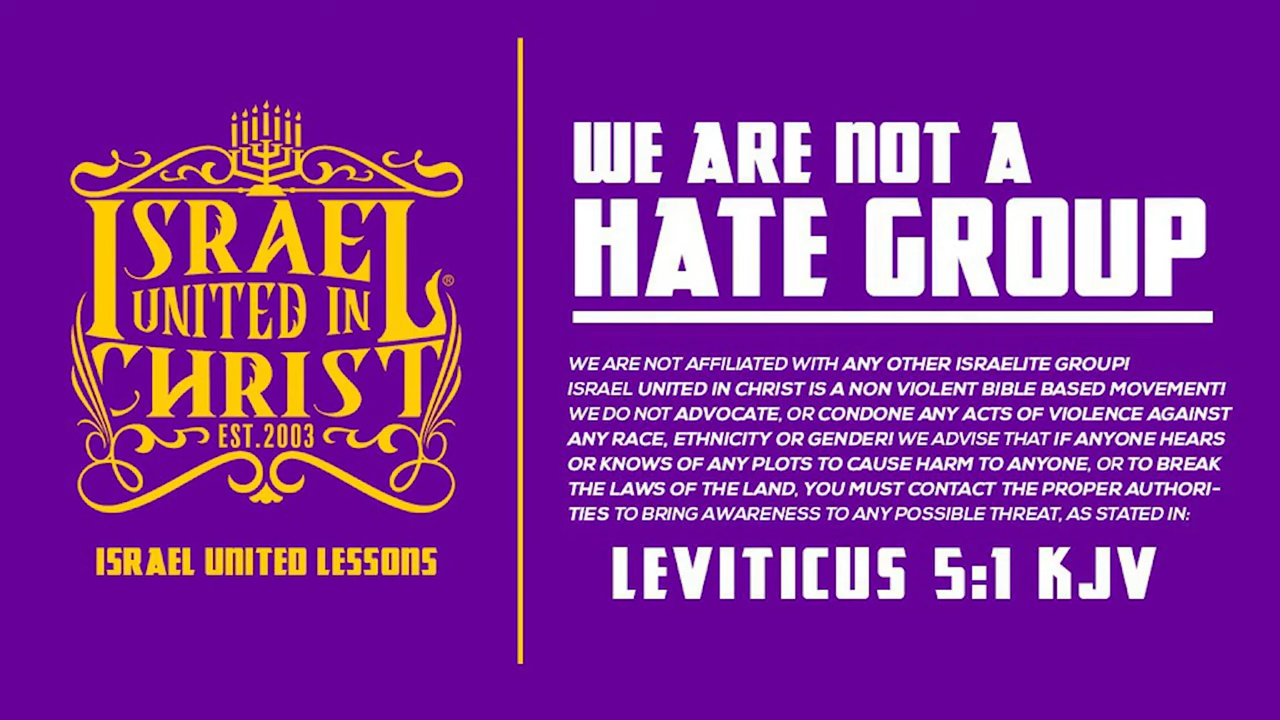 ISRAEL
UNITED IN
CHRIST®
EST.2003
ISRAEL UNITED LESSONS
WE ARE NOT A
HATE GROUP
WE ARE NOT AFFILIATED WITH ANY OTHER ISRAELITE GROUP!
ISRAEL UNITED IN CHRIST IS A NON VIOLENT BIBLE BASED MOVEMENT!
WE DO NOT ADVOCATE, OR CONDONE ANY ACTS OF VIOLENCE AGAINST
ANY RACE, ETHNICITY OR GENDER! WE ADVISE THAT IF ANYONE HEARS
OR KNOWS OF ANY PLOTS TO CAUSE HARM TO ANYONE, OR TO BREAK
THE LAWS OF THE LAND, YOU MUST CONTACT THE PROPER AUTHORI-
TIES TO BRING AWARENESS TO ANY POSSIBLE THREAT, AS STATED IN:
LEVITICUS 5:1 KJV